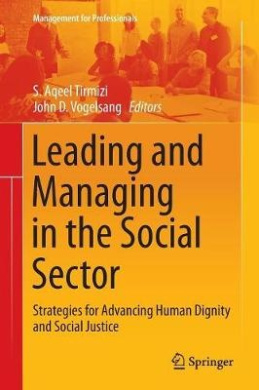 Management for Professionals
S. Aqeel Tirmizi
John D. Vogelsang Editors
Leading and
Managing
in the Social
Sector
Strategies for Advancing Human Dignity
and Social Justice
Springer